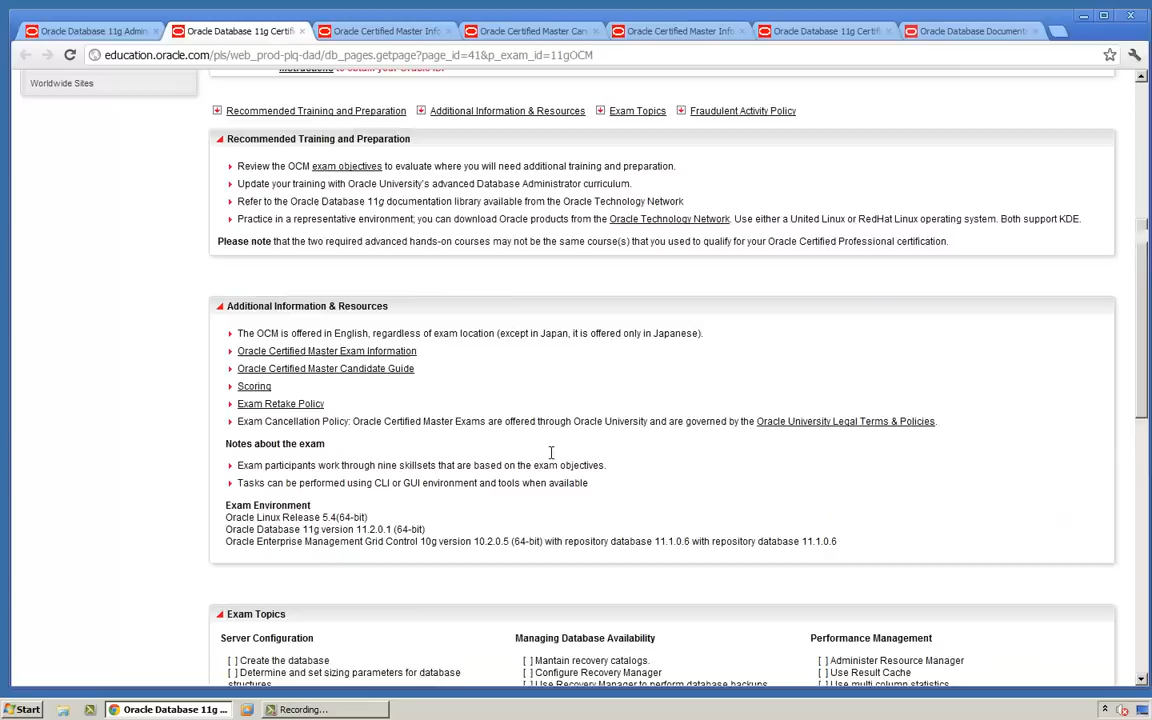 Oracle Database 11g Admin
Oracle Database 11g Certifi
Oracle Certified Master Info
Oracle Certified Master Can
Oracle Certified Master Info
Oracle Database 11g Certifi
Oracle Database Document
education.oracle.com/pls/web_prod-plq-dad/db_pages.getpage?page_id=41&p_exam_id=11gOCM
Worldwide Sites
Recommended Training and Preparation Additional Information & Resources Exam Topics Fraudulent Activity Policy
Recommended Training and Preparation
Review the OCM exam objectives to evaluate where you will need additional training and preparation.
Update your training with Oracle University's advanced Database Administrator curriculum.
Refer to the Oracle Database 11g documentation library available from the Oracle Technology Network
Practice in a representative environment; you can download Oracle products from the Oracle Technology Network. Use either a United Linux or RedHat Linux operating system. Both support KDE.
Please note that the two required advanced hands-on courses may not be the same course(s) that you used to qualify for your Oracle Certified Professional certification.
Additional Information & Resources
The OCM is offered in English, regardless of exam location (except in Japan, it is offered only in Japanese).
Oracle Certified Master Exam Information
Oracle Certified Master Candidate Guide
Scoring
Exam Retake Policy
Exam Cancellation Policy: Oracle Certified Master Exams are offered through Oracle University and are governed by the Oracle University Legal Terms & Policies.
Notes about the exam
Exam participants work through nine skillsets that are based on the exam objectives.
Tasks can be performed using CLI or GUI environment and tools when available
Exam Environment
Oracle Linux Release 5.4(64-bit)
Oracle Database 11g version 11.2.0.1 (64-bit)
Oracle Enterprise Management Grid Control 10g version 10.2.0.5 (64-bit) with repository database 11.1.0.6 with repository database 11.1.0.6
Exam Topics
Server Configuration
[ ] Create the database
[ ] Determine and set sizing parameters for database
structures
Managing Database Availability
[ ] Mantain recovery catalogs.
[ ] Configure Recovery Manager
[ ] Use Recovery Manager to perform database backups
Performance Management
[ ] Administer Resource Manager
[ ] Use Result Cache
[ ] Use multi column statistics
Start
Oracle Database 11g ...
Recording...